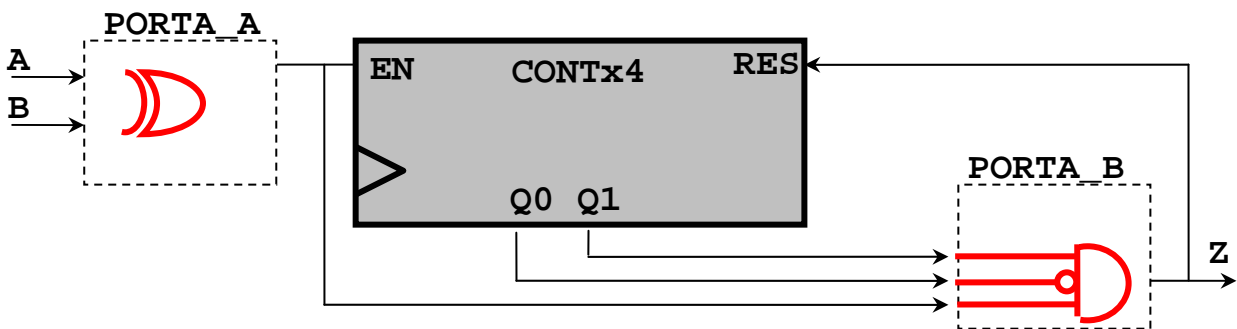 PORTA_A
A
B
EN
CONTx4
RES
Q0 Q1
PORTA_B
Z